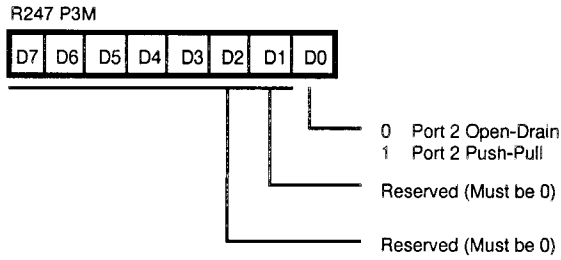 R247 P3M
D7 D6 D5 D4 D3 D2 D1 D0
0 Port 2 Open-Drain
1 Port 2 Push-Pull
Reserved (Must be 0)
Reserved (Must be 0)